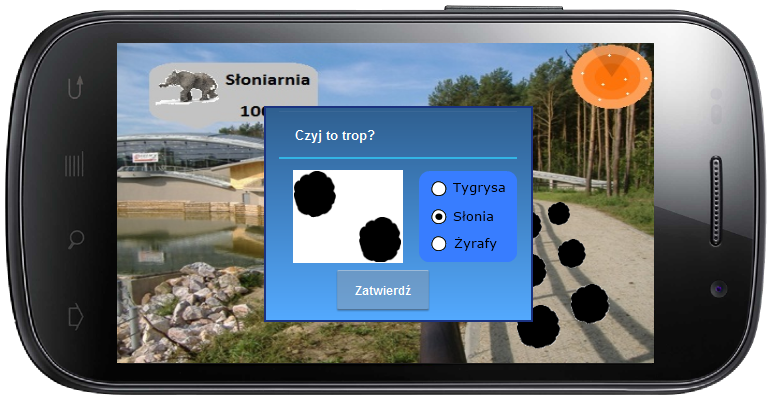 Słoniarnia
100
Czyj to trop?
Tygrysa
Słonia
Żyrafy
Zatwierdź